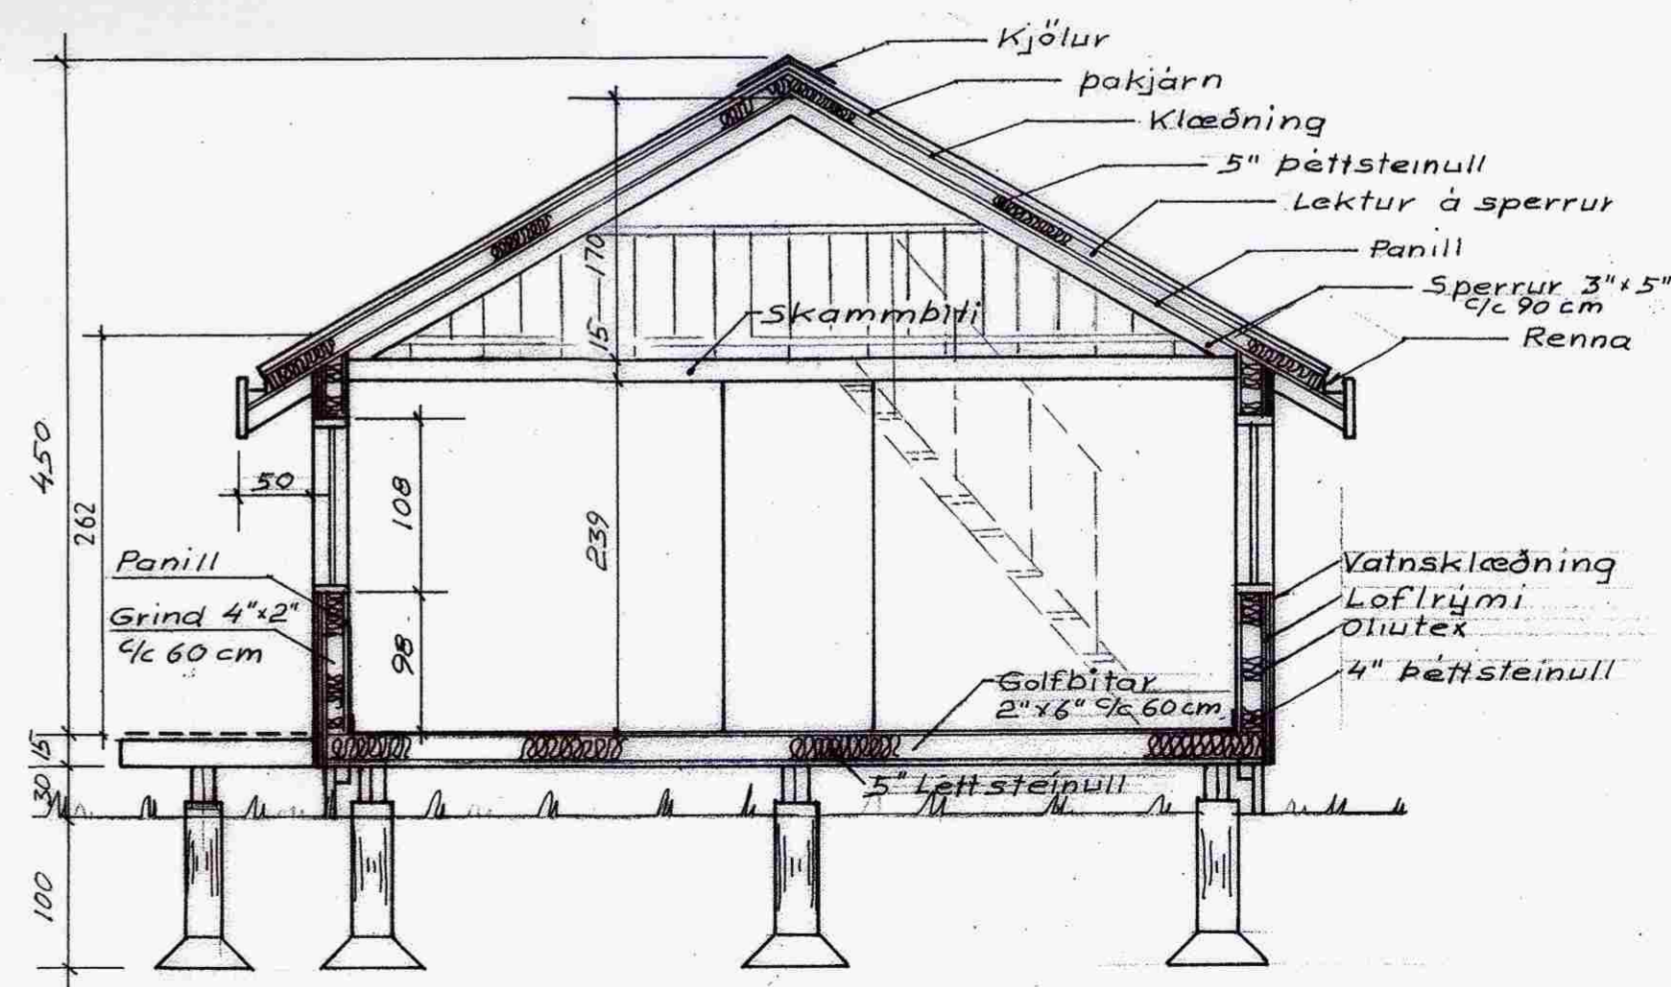 Kjölur
Þakjárn
Klæðning
5" Þéttsteinull
Lektur á sperrur
Panill
Sperrur 3"x5"
c/c 90 cm
Renna
Skammbiti
15
170
450
262
50
108
239
98
Panill
Grind 4"x2"
c/c 60 cm
Vatnsklæðning
Loftrými
Olíutex
4" Þéttsteinull
Golfbitar
2"x6" c/c 60 cm
5" Léttsteinull
15
30
100